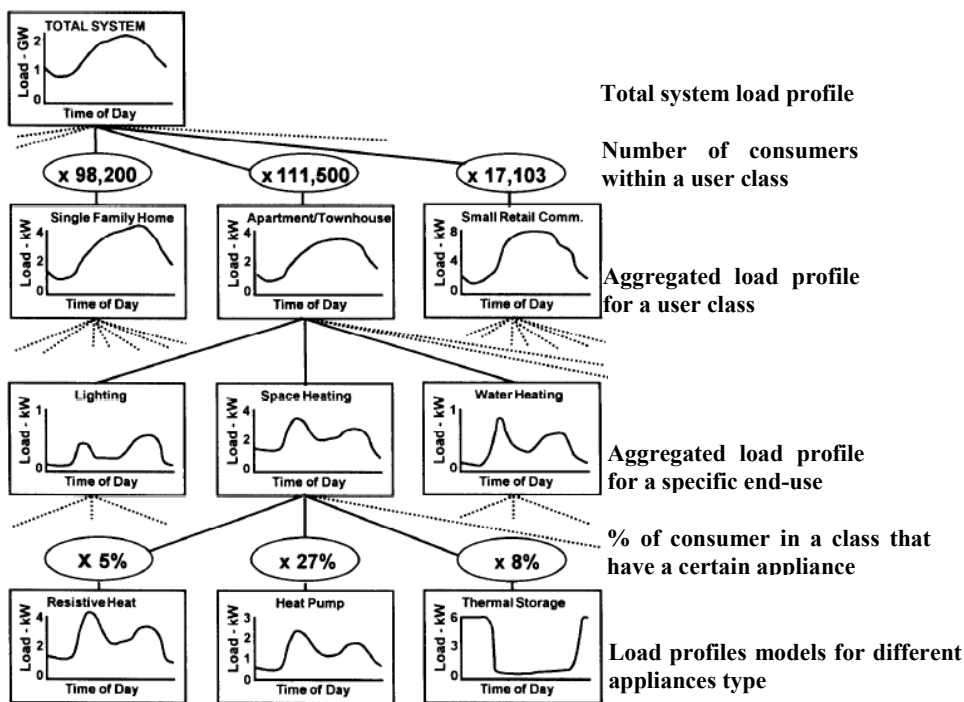 TOTAL SYSTEM
Load - GW
2
1
0
Time of Day
Total system load profile
Number of consumers
within a user class
x 98,200
x 111,500
x 17,103
Single Family Home
Load - kW
4
2
0
Time of Day
Apartment/Townhouse
Load - kW
4
2
0
Time of Day
Small Retail Comm.
Load - kW
8
4
0
Time of Day
Aggregated load profile
for a user class
Lighting
Load - kW
1
0
Time of Day
Space Heating
Load - kW
4
2
0
Time of Day
Water Heating
Load - kW
1
0
Time of Day
Aggregated load profile
for a specific end-use
% of consumer in a class that
have a certain appliance
X 5%
x 27%
x 8%
Resistive Heat
Load - kW
4
2
0
Time of Day
Heat Pump
Load - kW
3
2
1
0
Time of Day
Thermal Storage
Load - kW
6
3
0
Time of Day
Load profiles models for different
appliances type